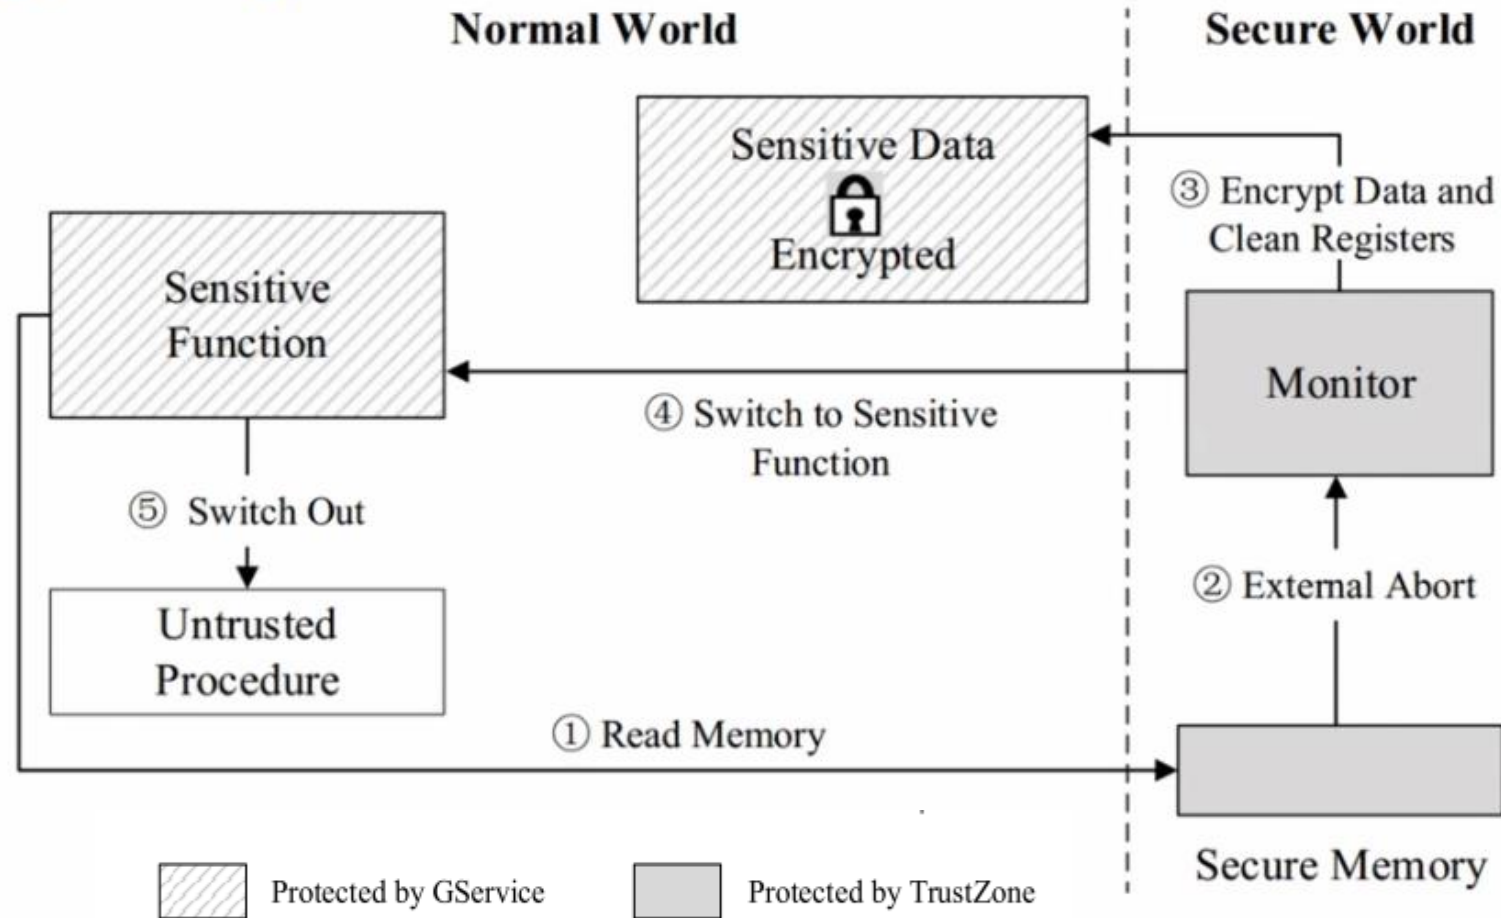 Normal World
Secure World
Sensitive Data
Encrypted
③ Encrypt Data and
Clean Registers
Sensitive
Function
Monitor
④ Switch to Sensitive
Function
⑤ Switch Out
② External Abort
Untrusted
Procedure
① Read Memory
Secure Memory
Protected by GService
Protected by TrustZone